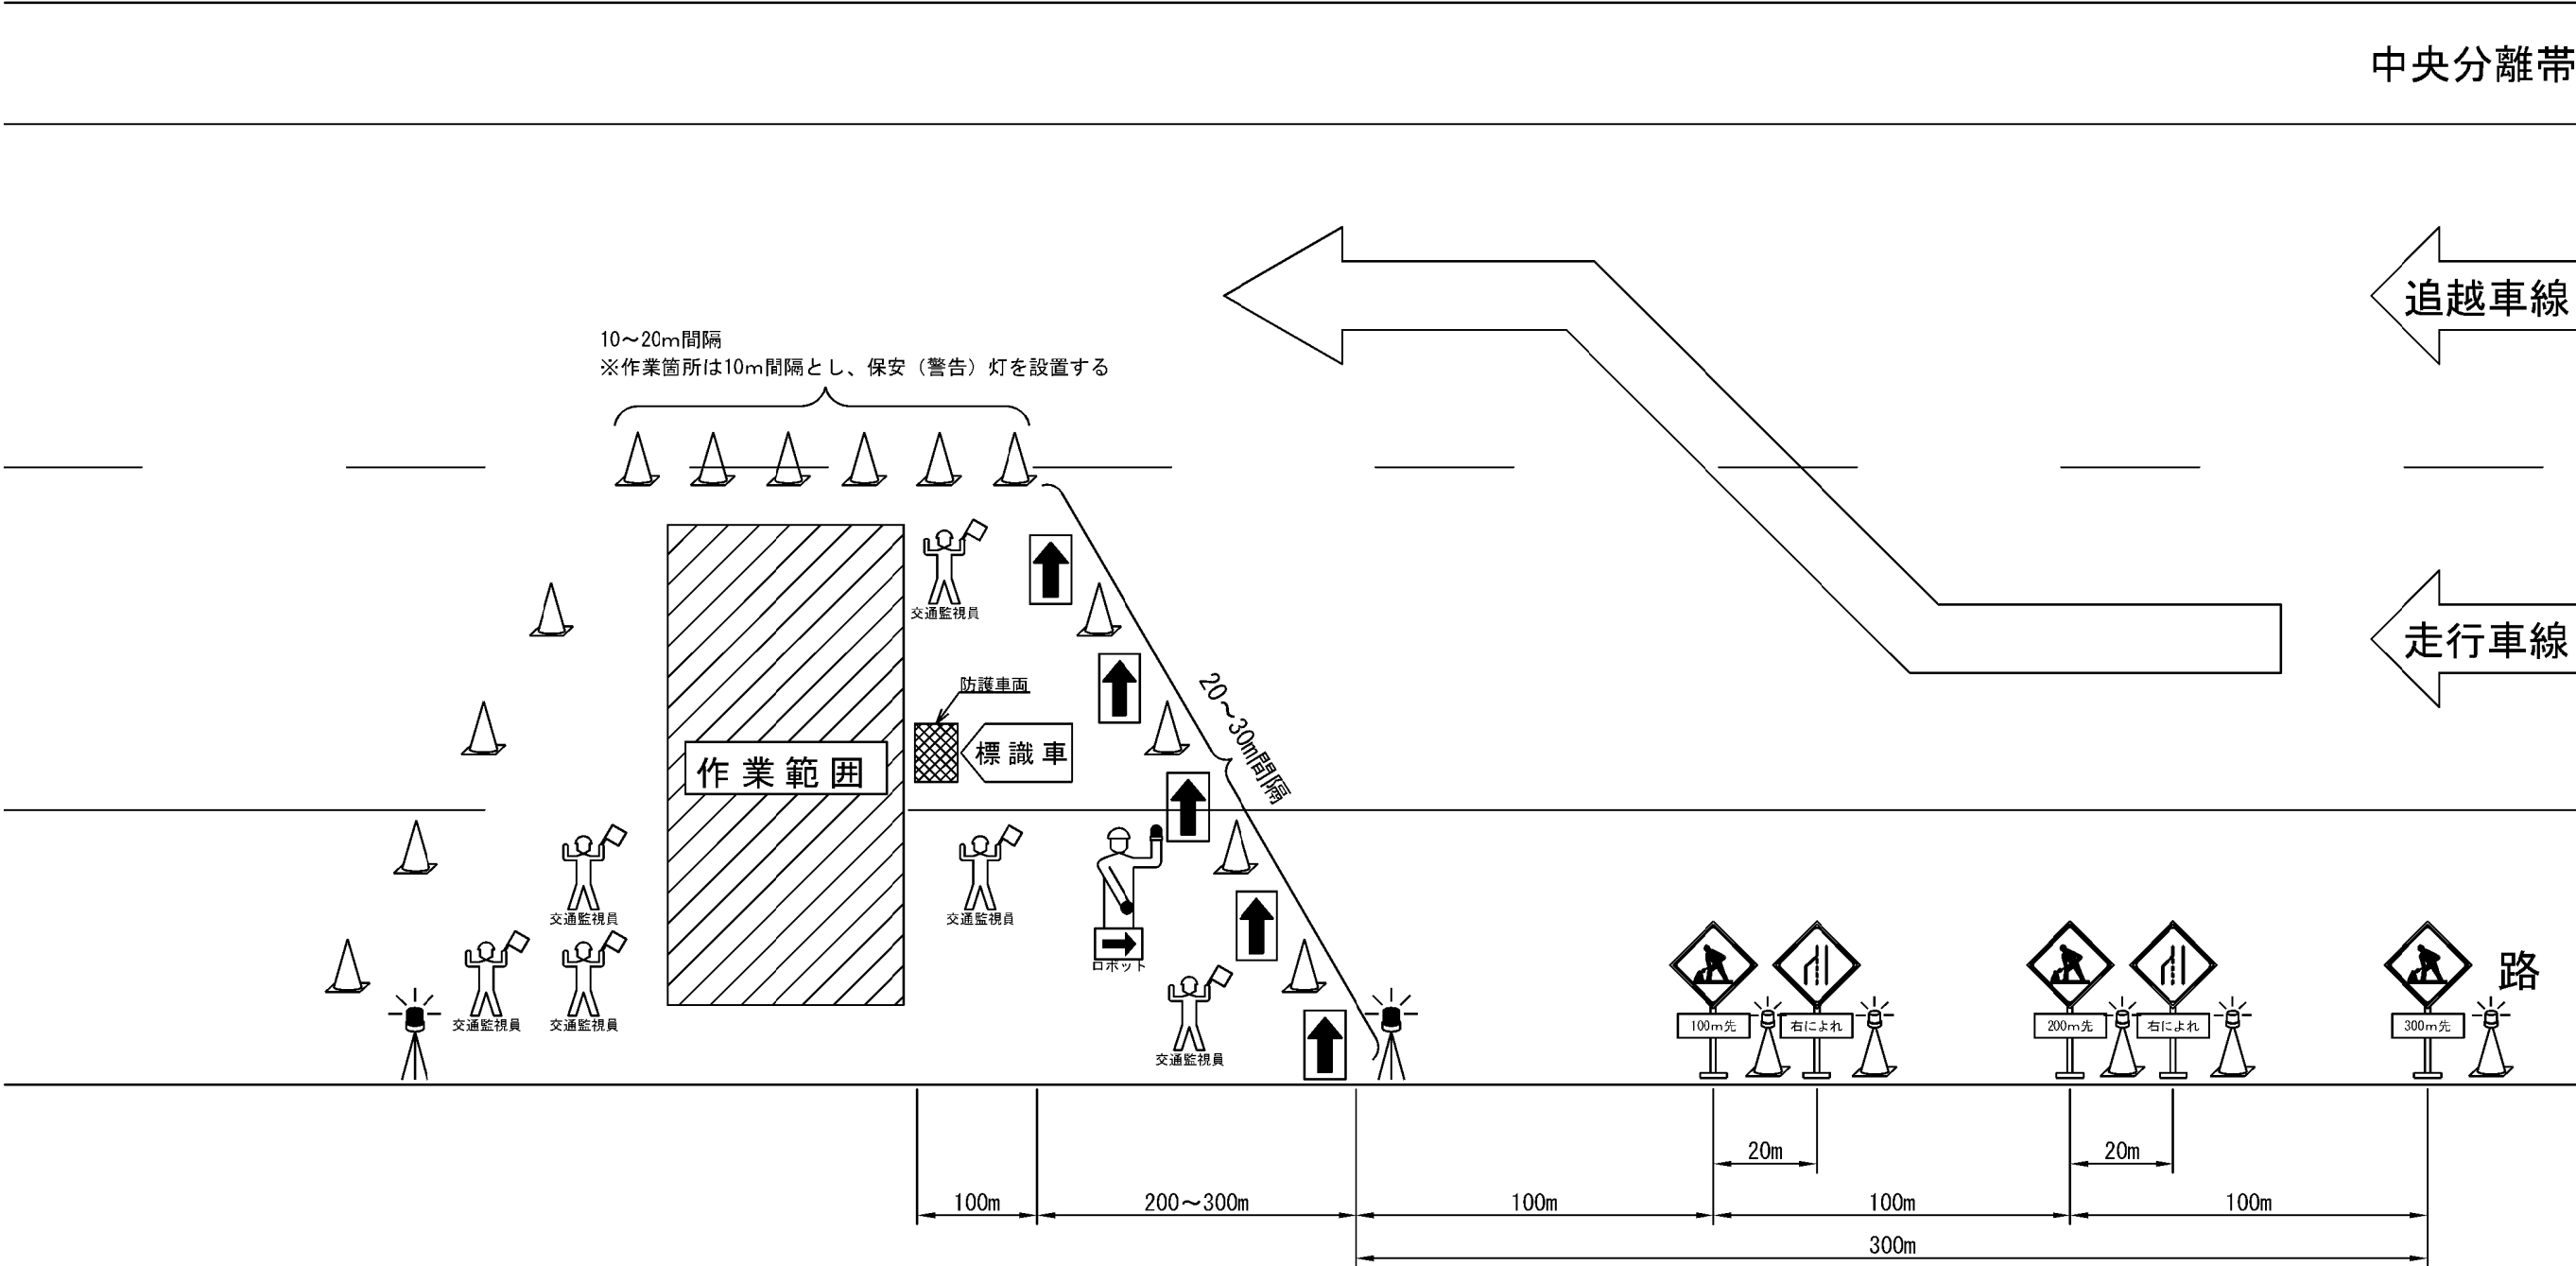 中央分離帯
追越車線
10～20m間隔
※作業箇所は10m間隔とし、保安（警告）灯を設置する
交通監視員
走行車線
防護車両
20～30m間隔
標識車
作業範囲
交通監視員
交通監視員
ロボット
路
交通監視員
交通監視員
100m先
右によれ
200m先
右によれ
300m先
交通監視員
20m
20m
100m
200～300m
100m
100m
100m
300m